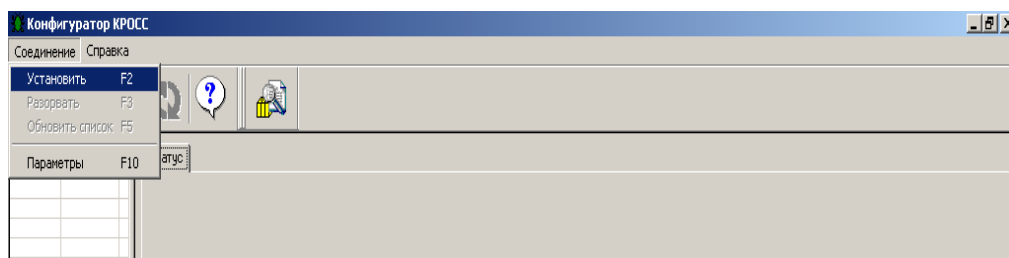 Конфигуратор КРОСС
Соединение Справка
Установить F2
Разорвать F3
Обновить список F5
Параметры F10
атус